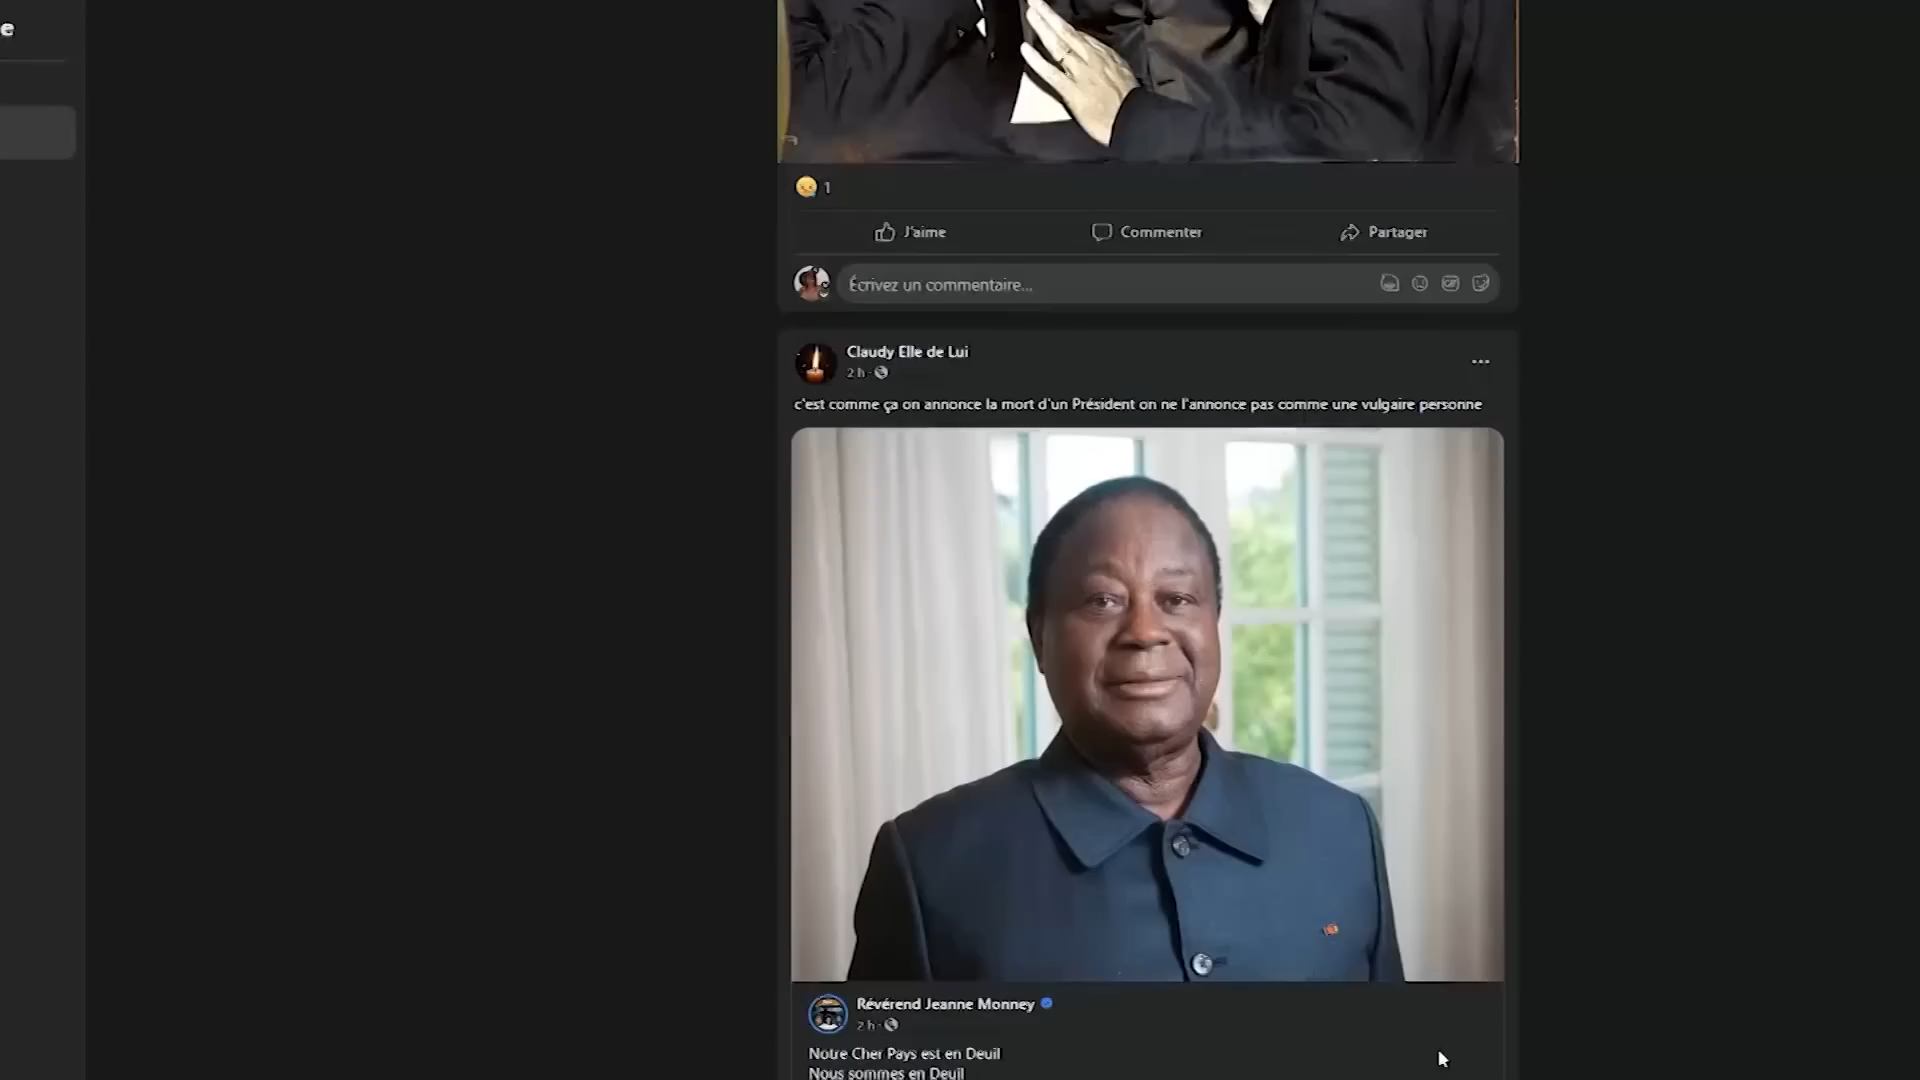 e
1
J'aime
Commenter
Partager
Écrivez un commentaire...
Claudy Elle de Lui
2 h
c'est comme ça on annonce la mort d'un Président on ne l'annonce pas comme une vulgaire personne
Révérend Jeanne Monney
2 h
Notre Cher Pays est en Deuil
Nous sommes en Deuil